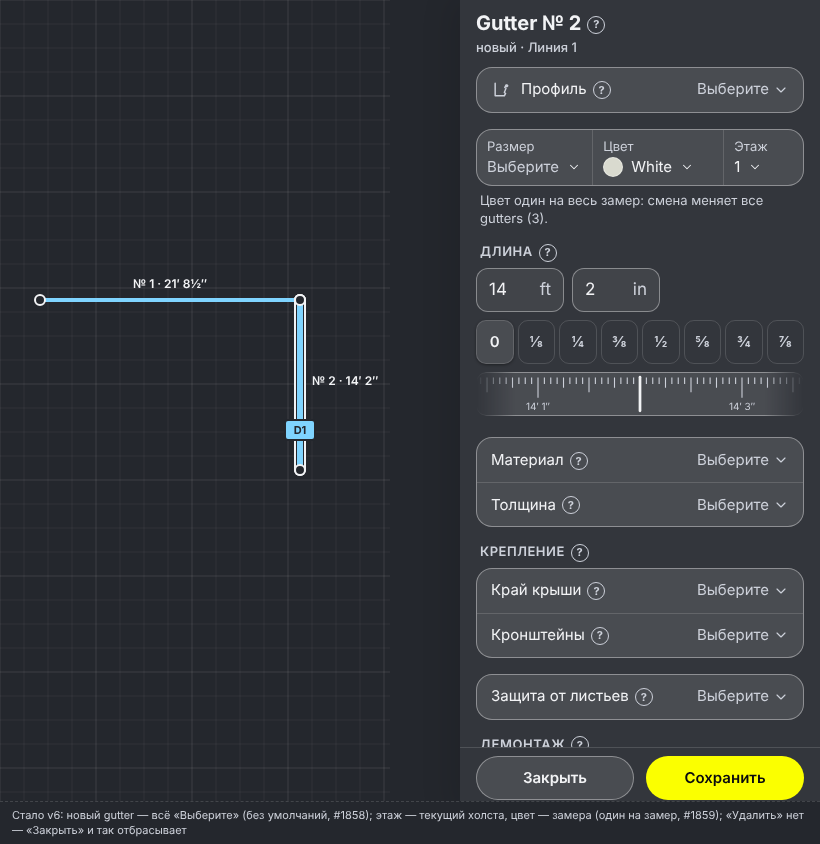 Gutter № 2 ?
новый · Линия 1
Профиль ? Выберите
Размер Цвет Этаж
Выберите White 1
Цвет один на весь замер: смена меняет все
gutters (3).
ДЛИНА ?
14 ft 2 in
№ 1 · 21′ 8½″
0 ⅛ ¼ ⅜ ½ ⅝ ¾ ⅞
№ 2 · 14′ 2″
14′ 1″ 14′ 3″
D1
Материал ? Выберите
Толщина ? Выберите
КРЕПЛЕНИЕ ?
Край крыши ? Выберите
Кронштейны ? Выберите
Защита от листьев ? Выберите
ДЕМОНТАЖ ?
Закрыть Сохранить
Стало v6: новый gutter — всё «Выберите» (без умолчаний, #1858); этаж — текущий холста, цвет — замера (один на замер, #1859); «Удалить» нет
— «Закрыть» и так отбрасывает